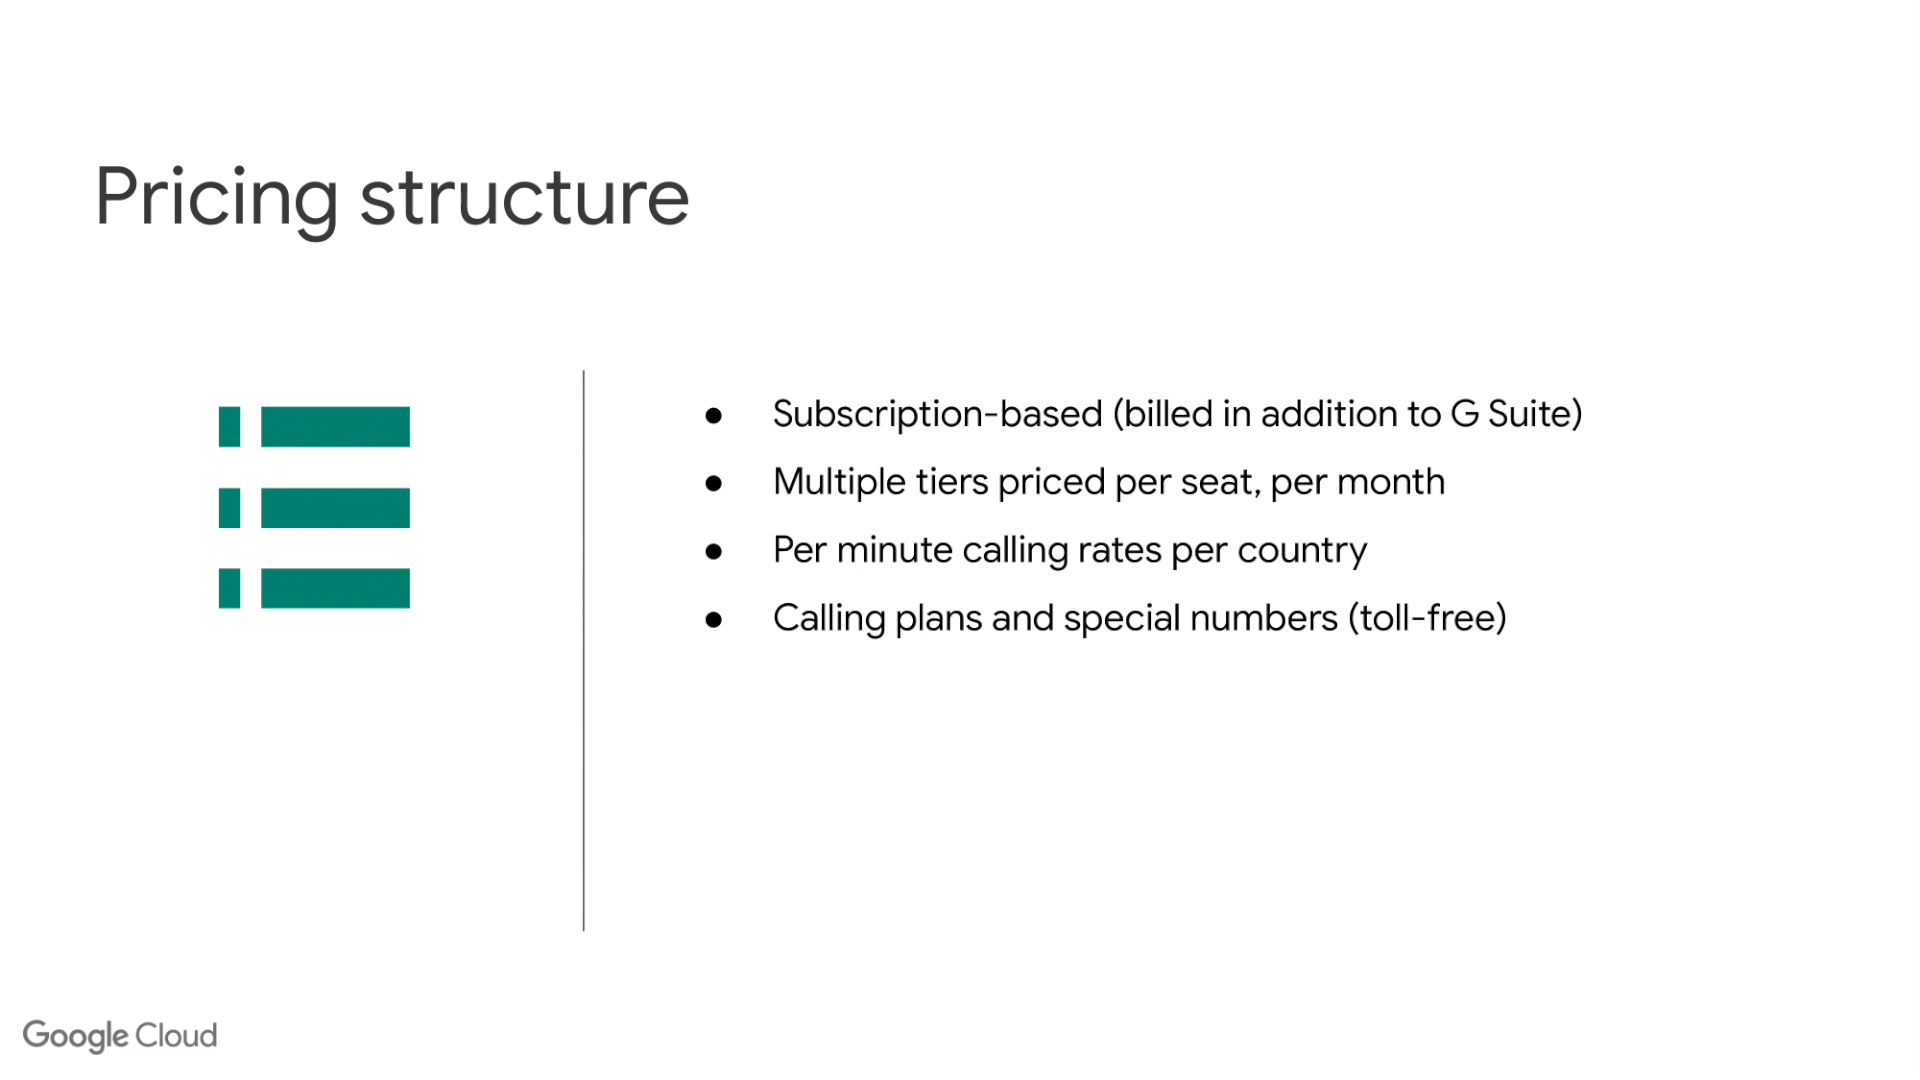 Pricing structure
● Subscription-based (billed in addition to G Suite)
● Multiple tiers priced per seat, per month
● Per minute calling rates per country
● Calling plans and special numbers (toll-free)
Google Cloud